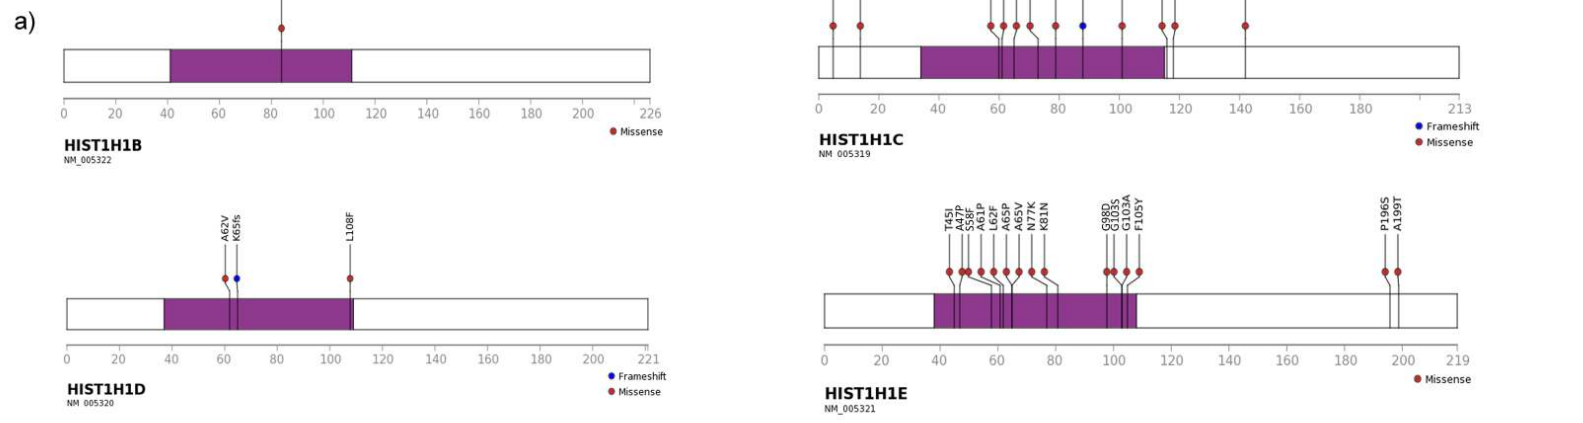 a)
0 20 40 60 80 100 120 140 160 180 200 226
Missense
HIST1H1B
NM_005322
0 20 40 60 80 100 120 140 160 180 213
Frameshift
Missense
HIST1H1C
NM 005319
A62V K65fs L108F
0 20 40 60 80 100 120 140 160 180 200 221
Frameshift
Missense
HIST1H1D
NM 005320
T45I A47P S58F A61P L62F A65P A65V N77K K81N G98D G103S G103A F105Y P196S A199T
0 20 40 60 80 100 120 140 160 180 200 219
Missense
HIST1H1E
NM_005321